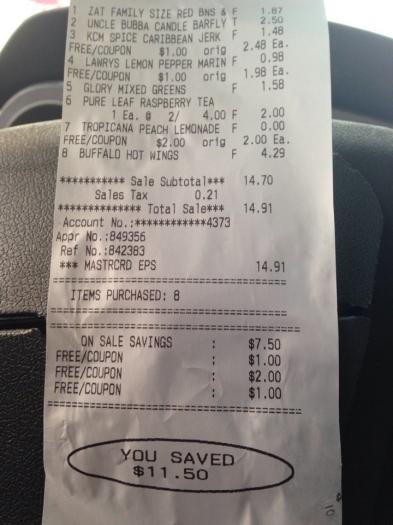 1 ZAT FAMILY SIZE RED BNS & F 1.87
2 UNCLE BUBBA CANDLE BARFLY T 2.50
3 KCM SPICE CARIBBEAN JERK F 1.48
FREE/COUPON $1.00 orig 2.48 Ea.
4 LAWRYS LEMON PEPPER MARIN F 0.98
FREE/COUPON $1.00 orig 1.98 Ea.
5 GLORY MIXED GREENS F 1.58
6 PURE LEAF RASPBERRY TEA
1 Ea. @ 2/ 4.00 F 2.00
7 TROPICANA PEACH LEMONADE F 0.00
FREE/COUPON $2.00 orig 2.00 Ea.
8 BUFFALO HOT WINGS F 4.29
*********** Sale Subtotal*** 14.70
Sales Tax 0.21
************** Total Sale*** 14.91
Account No.:************4373
Appr No.:849356
Ref No.:842383
*** MASTRCRD EPS 14.91
ITEMS PURCHASED: 8
ON SALE SAVINGS : $7.50
FREE/COUPON : $1.00
FREE/COUPON : $2.00
FREE/COUPON : $1.00
YOU SAVED
$11.50